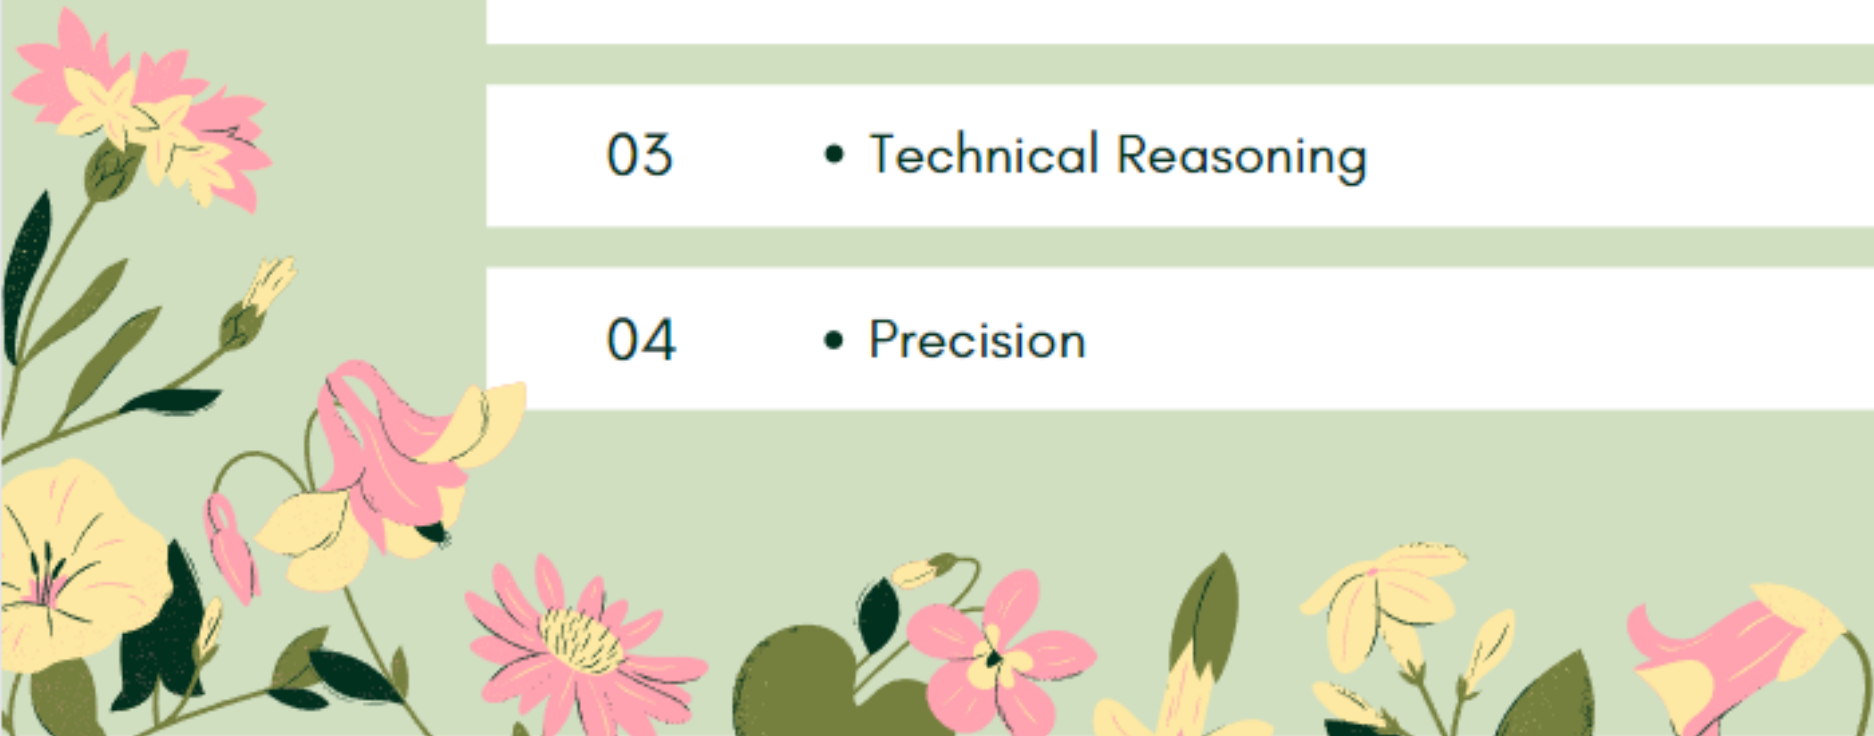 03 • Technical Reasoning
04 • Precision